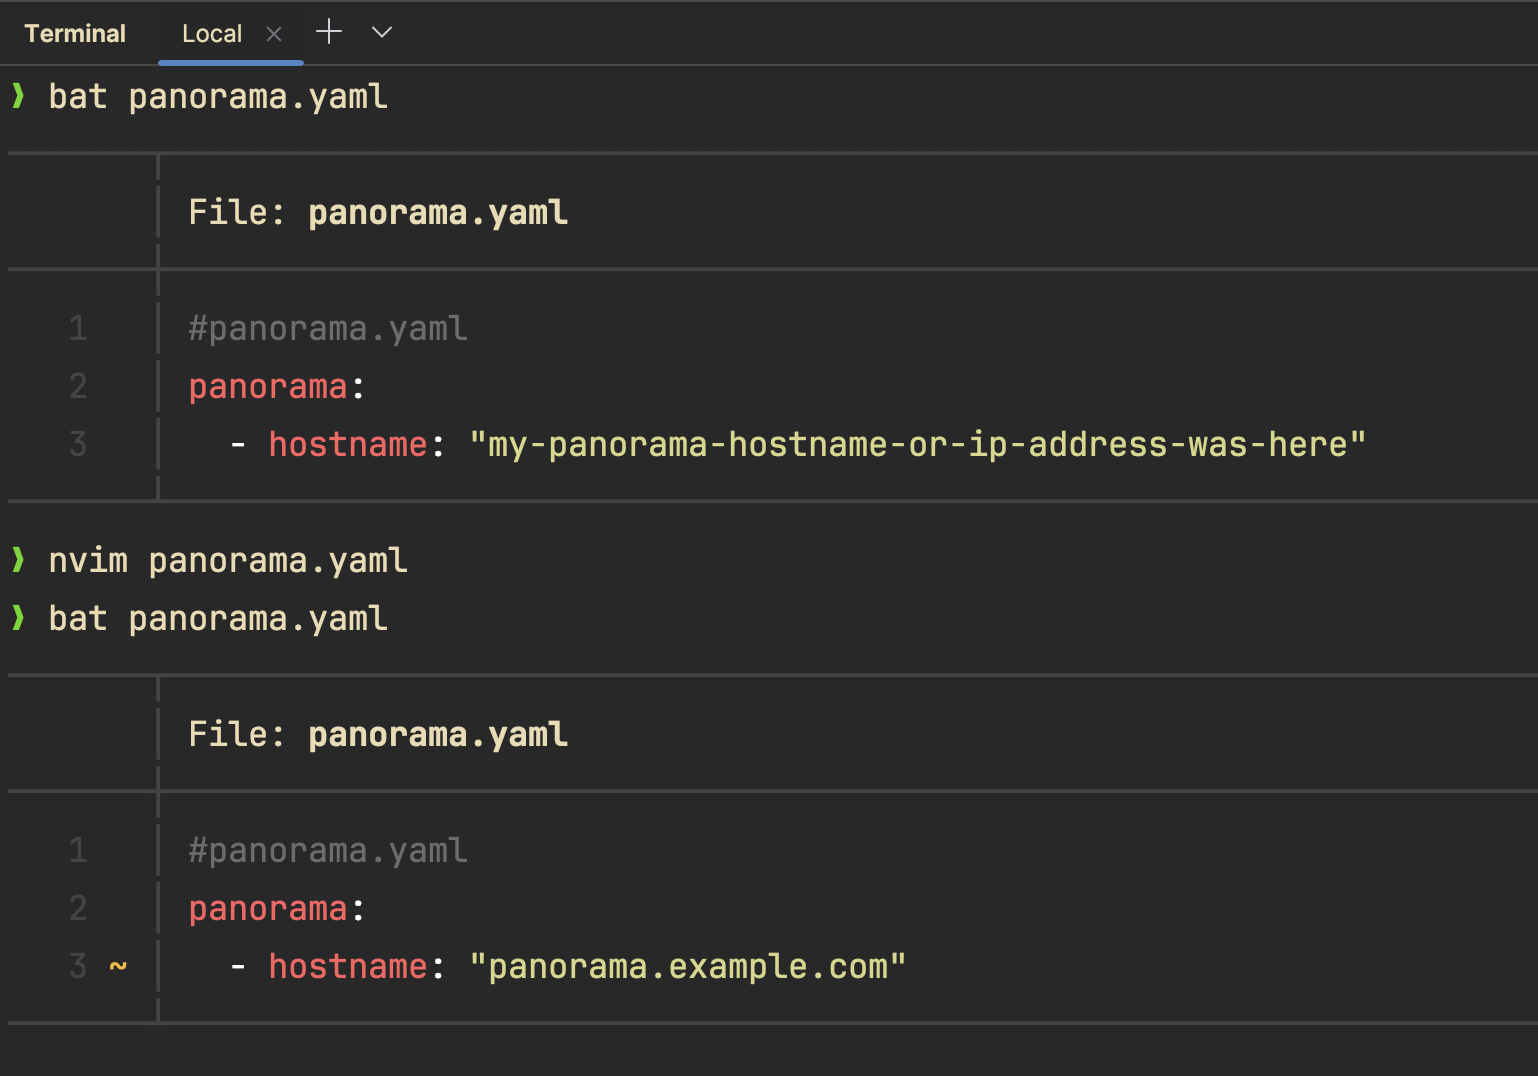 Terminal Local
❯ bat panorama.yaml
File: panorama.yaml
1 #panorama.yaml
2 panorama:
3 - hostname: "my-panorama-hostname-or-ip-address-was-here"
❯ nvim panorama.yaml
❯ bat panorama.yaml
File: panorama.yaml
1 #panorama.yaml
2 panorama:
3 ~ - hostname: "panorama.example.com"